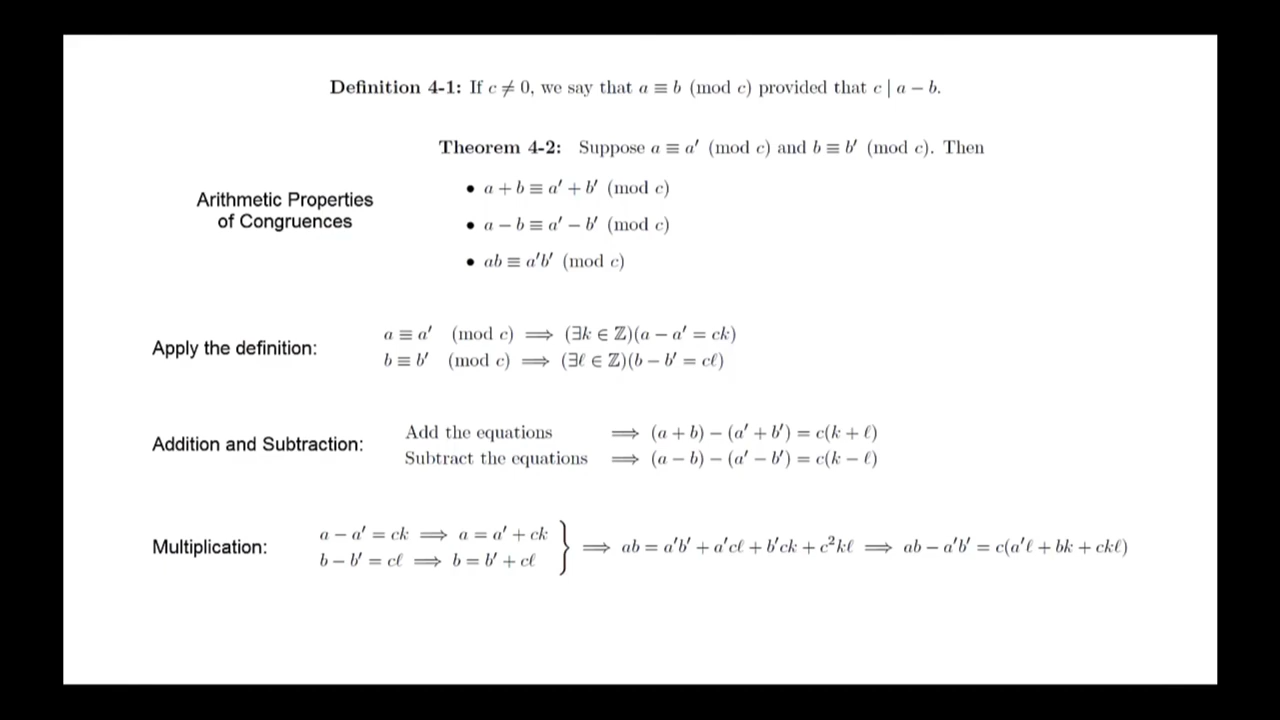 Definition 4-1: If c ≠ 0, we say that a ≡ b (mod c) provided that c | a − b.
Theorem 4-2: Suppose a ≡ a′ (mod c) and b ≡ b′ (mod c). Then
Arithmetic Properties
of Congruences
• a + b ≡ a′ + b′ (mod c)
• a − b ≡ a′ − b′ (mod c)
• ab ≡ a′b′ (mod c)
Apply the definition:
a ≡ a′ (mod c) ⟹ (∃k ∈ ℤ)(a − a′ = ck)
b ≡ b′ (mod c) ⟹ (∃ℓ ∈ ℤ)(b − b′ = cℓ)
Addition and Subtraction:
Add the equations ⟹ (a + b) − (a′ + b′) = c(k + ℓ)
Subtract the equations ⟹ (a − b) − (a′ − b′) = c(k − ℓ)
Multiplication:
a − a′ = ck ⟹ a = a′ + ck
b − b′ = cℓ ⟹ b = b′ + cℓ
} ⟹ ab = a′b′ + a′cℓ + b′ck + c²kℓ ⟹ ab − a′b′ = c(a′ℓ + bk + ckℓ)